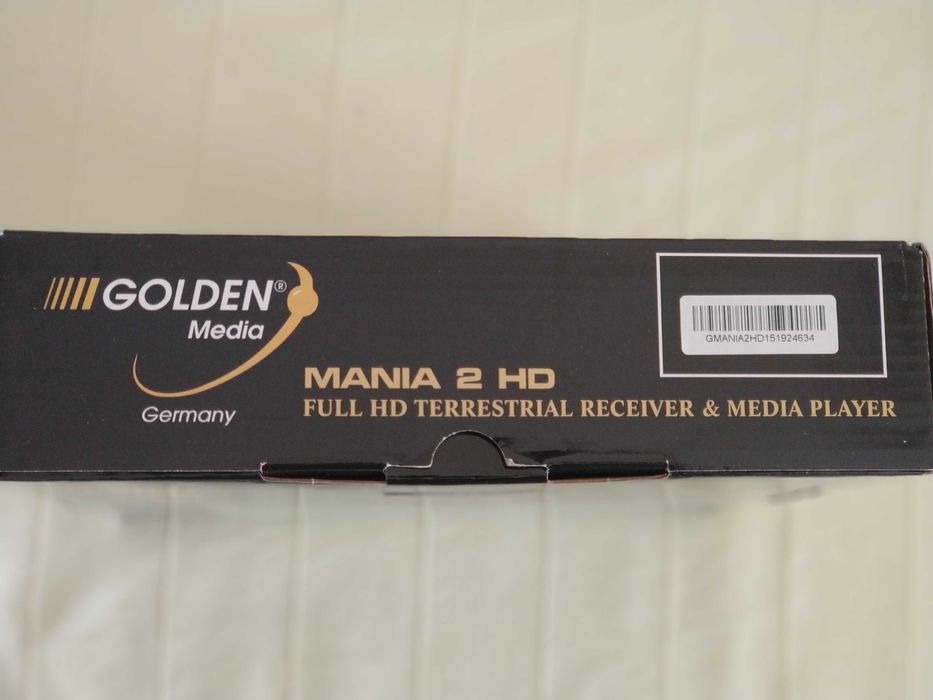 GOLDEN®
Media
Germany
MANIA 2 HD
FULL HD TERRESTRIAL RECEIVER & MEDIA PLAYER
GMANIA2HD151924634